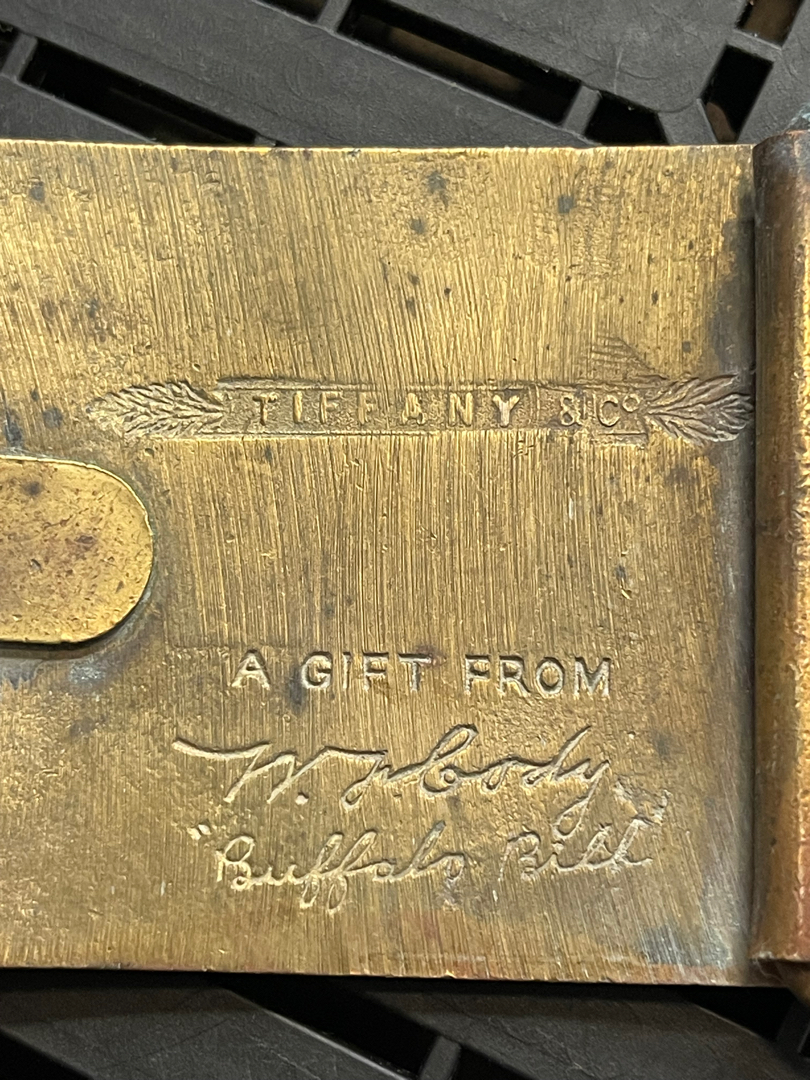 TIFFANY & Co
A GIFT FROM
W. F. Cody
"Buffalo Bill"